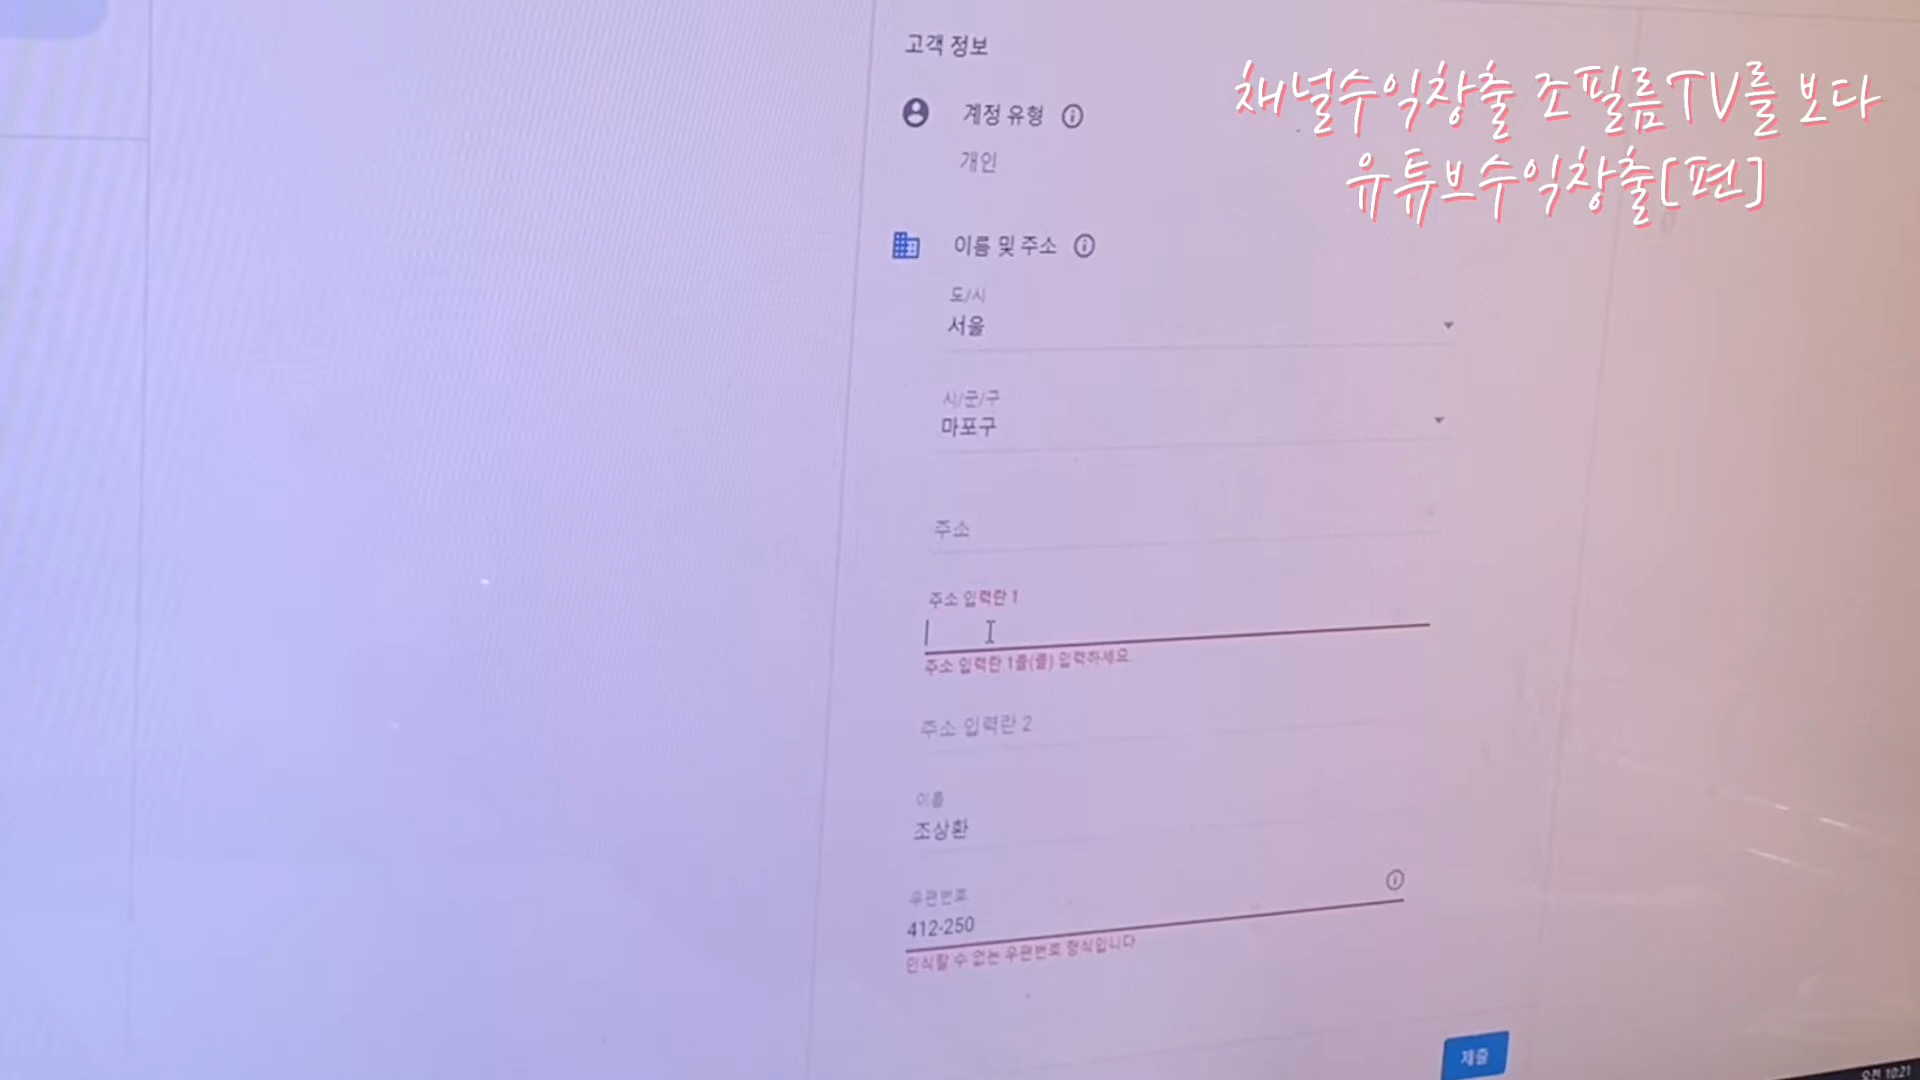 고객 정보
채널수익창출 조필름TV를 보다
유튜브수익창출[편]
계정 유형
개인
이름 및 주소
도/시
서울
시/군/구
마포구
주소
주소 입력란 1
주소 입력란 1을(를) 입력하세요.
주소 입력란 2
이름
조상환
우편번호
412-250
인식할 수 없는 우편번호 형식입니다
제출
오전 10:21